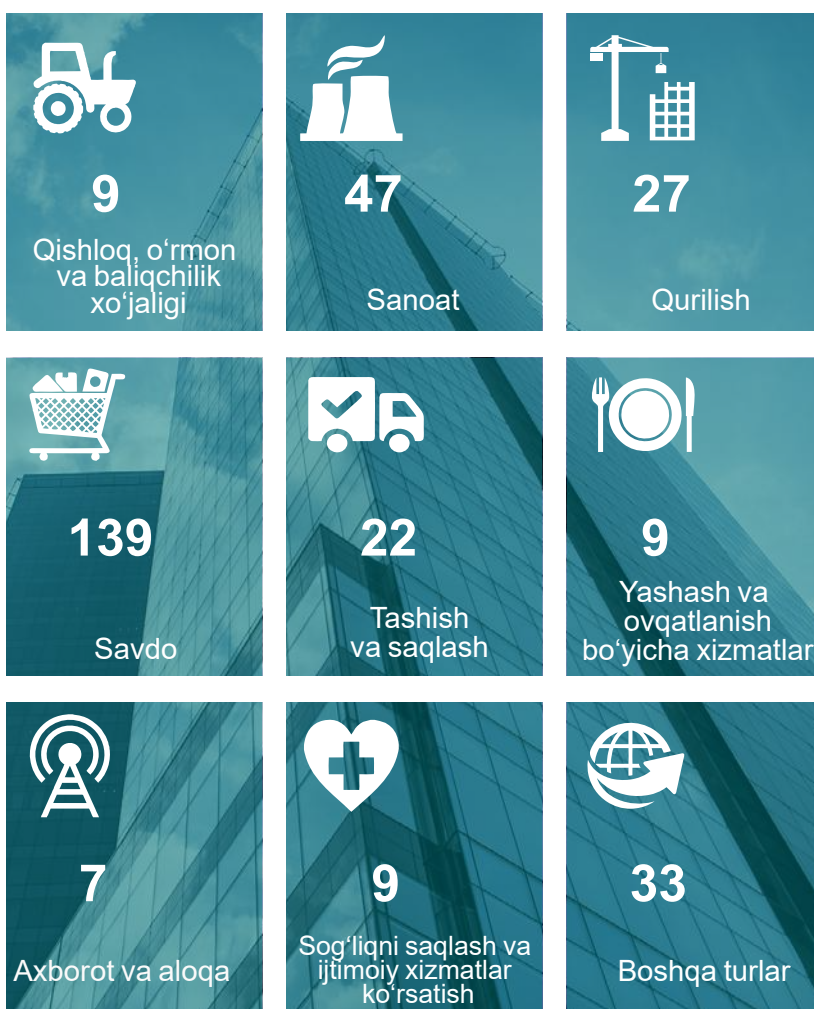 9
Qishloq, oʻrmon
va baliqchilik
xoʻjaligi
47
Sanoat
27
Qurilish
139
Savdo
22
Tashish
va saqlash
9
Yashash va
ovqatlanish
boʻyicha xizmatlar
7
Axborot va aloqa
9
Sogʻliqni saqlash va
ijtimoiy xizmatlar
koʻrsatish
33
Boshqa turlar